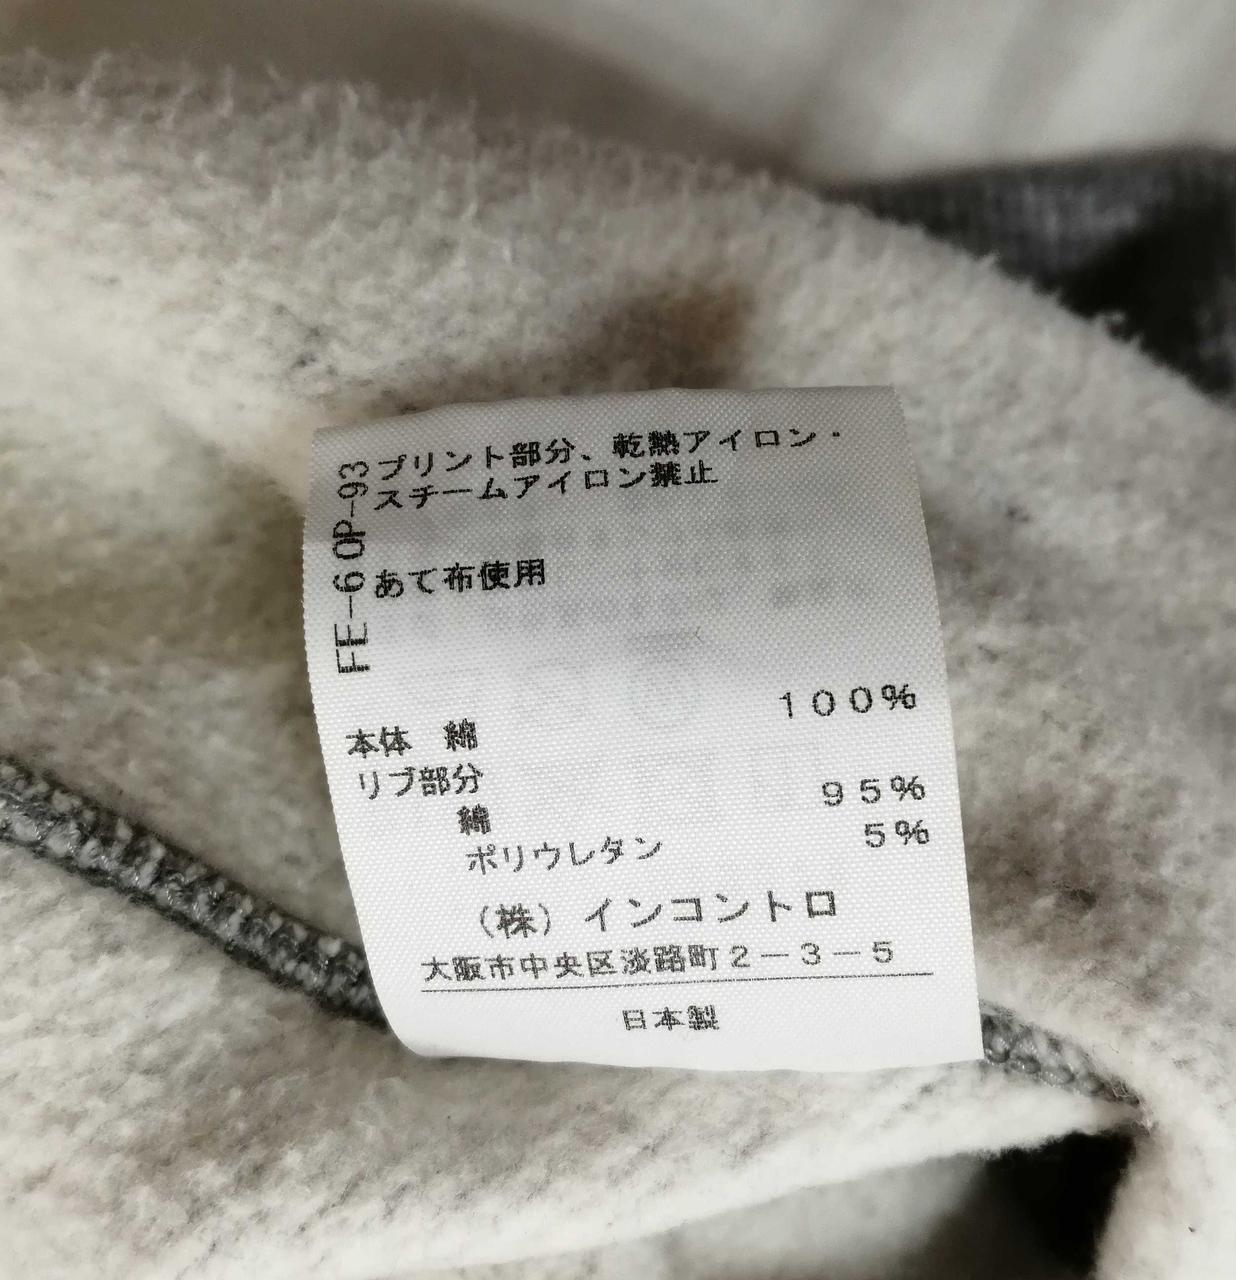 FE-6 OP-93
プリント部分、乾熱アイロン・
スチームアイロン禁止
あて布使用
本体 綿 100%
リブ部分
綿 95%
ポリウレタン 5%
(株) インコントロ
大阪市中央区淡路町2-3-5
日本製